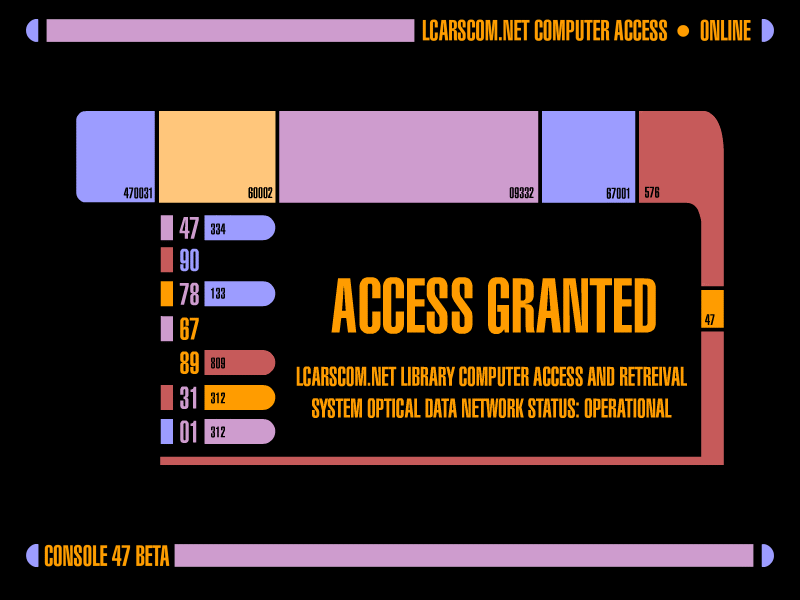 LCARSCOM.NET COMPUTER ACCESS • ONLINE
470031 60002 09332 67001 576
47 334
90
78 133
67
89 809
31 312
01 312
ACCESS GRANTED
47
LCARSCOM.NET LIBRARY COMPUTER ACCESS AND RETREIVAL
SYSTEM OPTICAL DATA NETWORK STATUS: OPERATIONAL
CONSOLE 47 BETA